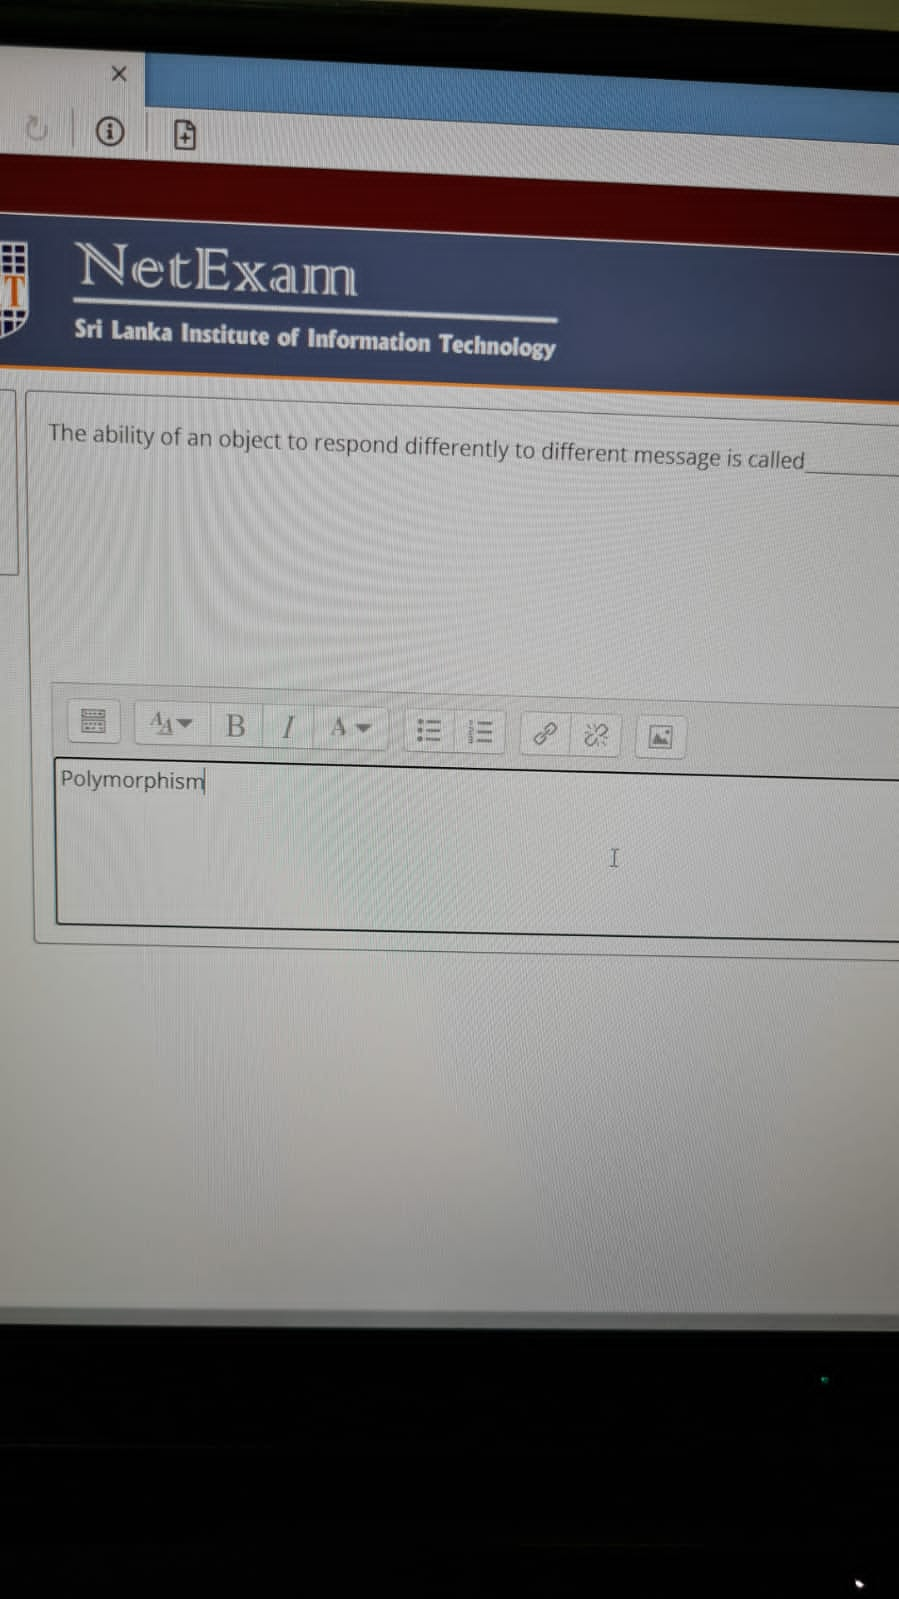 NetExam
T
Sri Lanka Institute of Information Technology
The ability of an object to respond differently to different message is called______
Polymorphism